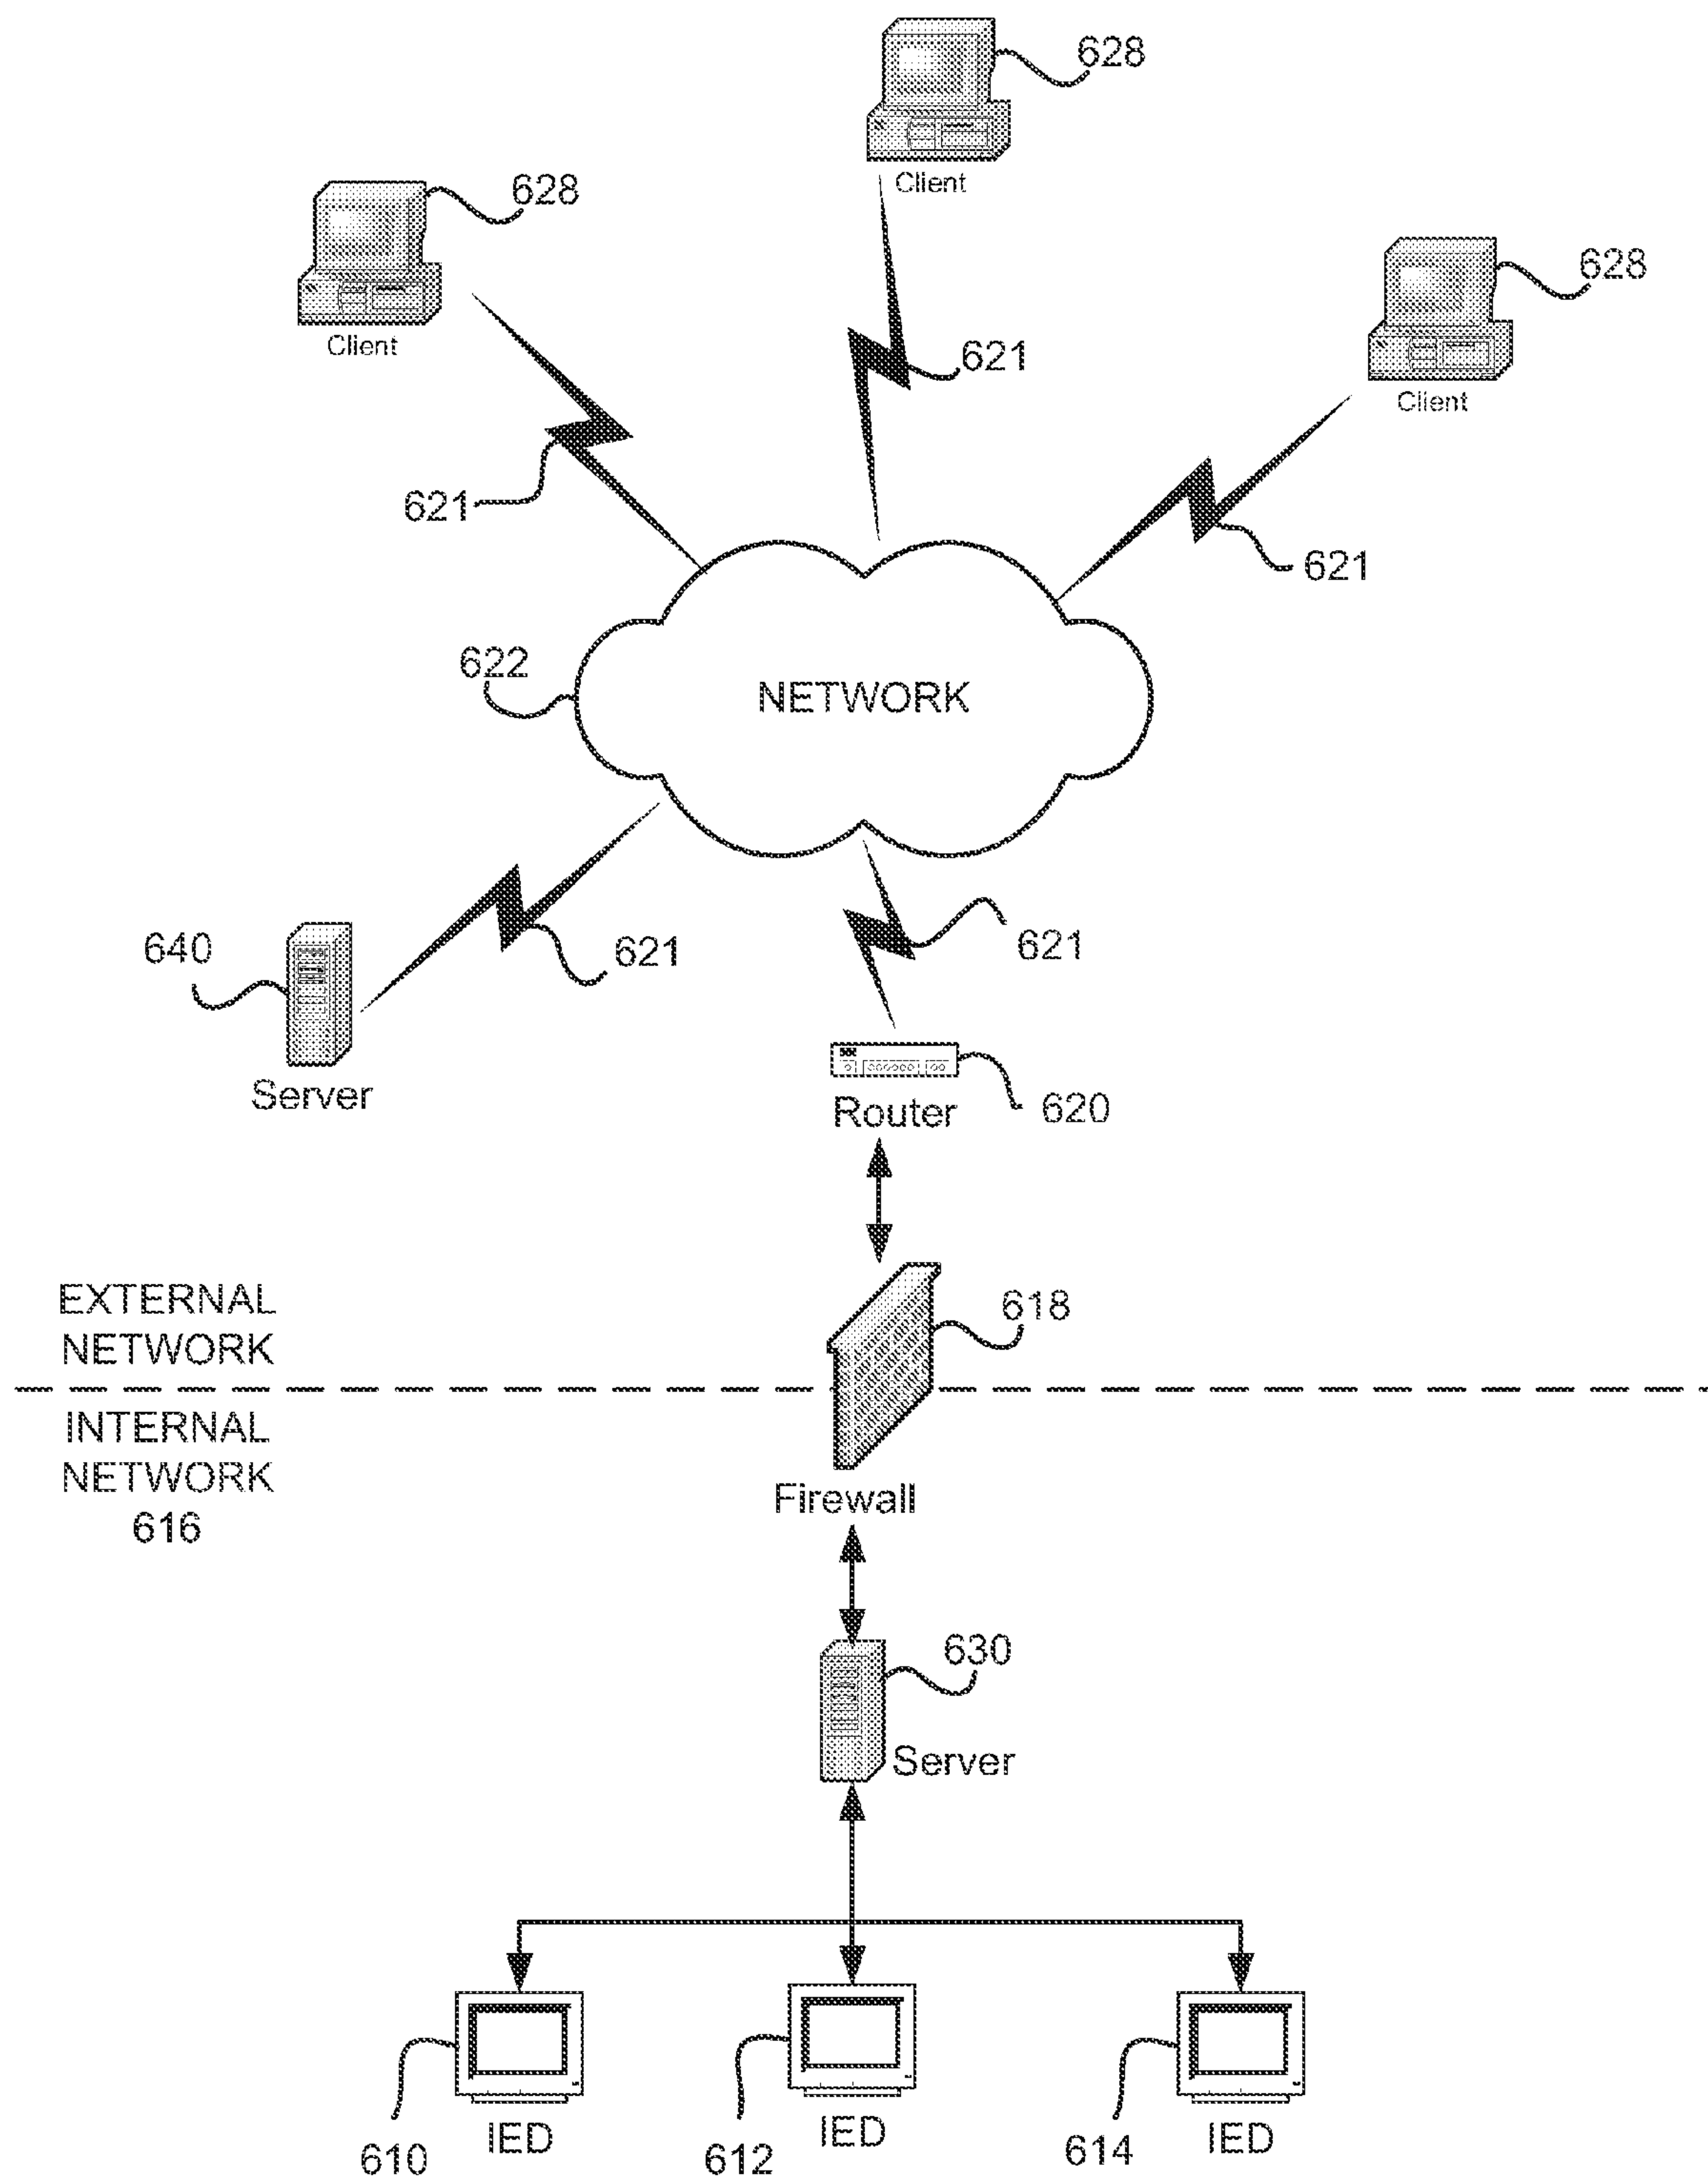 628
Client
628
Client
628
Client
621
621
621
622
NETWORK
640
Server
621
621
Router
620
EXTERNAL
NETWORK
618
INTERNAL
NETWORK
616
Firewall
630
Server
610
IED
612
IED
614
IED